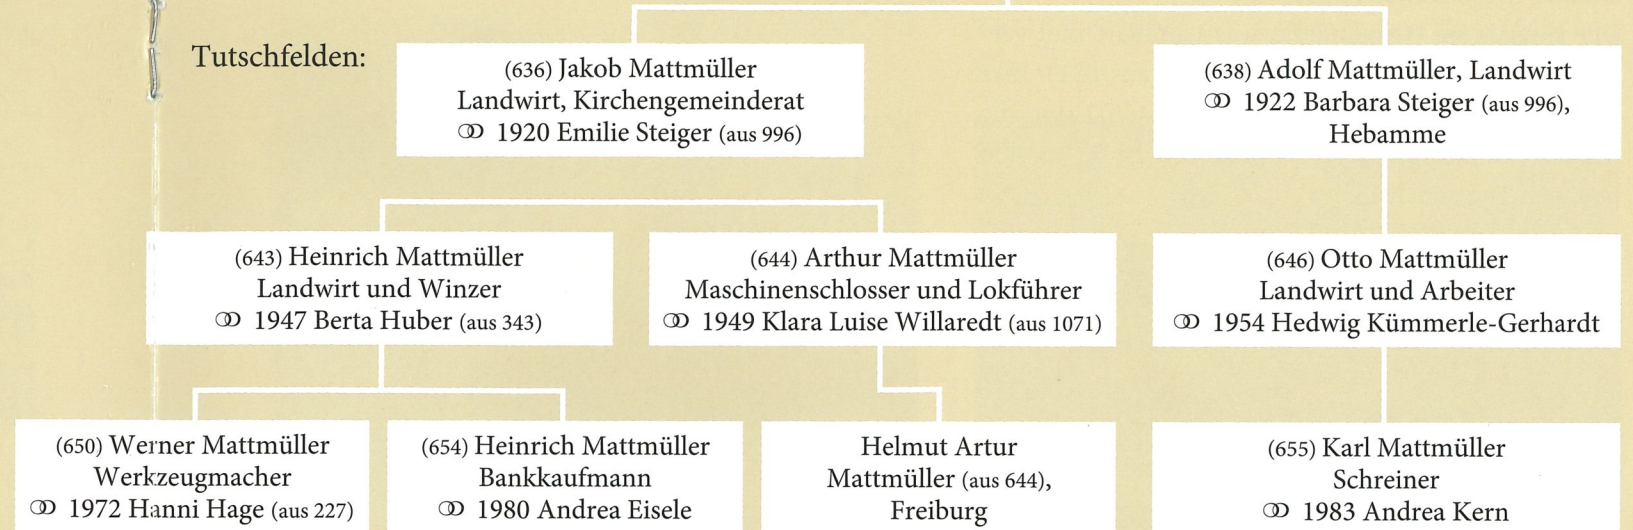 Tutschfelden:
(636) Jakob Mattmüller
Landwirt, Kirchengemeinderat
⚭ 1920 Emilie Steiger (aus 996)
(638) Adolf Mattmüller, Landwirt
⚭ 1922 Barbara Steiger (aus 996),
Hebamme
(643) Heinrich Mattmüller
Landwirt und Winzer
⚭ 1947 Berta Huber (aus 343)
(644) Arthur Mattmüller
Maschinenschlosser und Lokführer
⚭ 1949 Klara Luise Willaredt (aus 1071)
(646) Otto Mattmüller
Landwirt und Arbeiter
⚭ 1954 Hedwig Kümmerle-Gerhardt
(650) Werner Mattmüller
Werkzeugmacher
⚭ 1972 Hanni Hage (aus 227)
(654) Heinrich Mattmüller
Bankkaufmann
⚭ 1980 Andrea Eisele
Helmut Artur
Mattmüller (aus 644),
Freiburg
(655) Karl Mattmüller
Schreiner
⚭ 1983 Andrea Kern